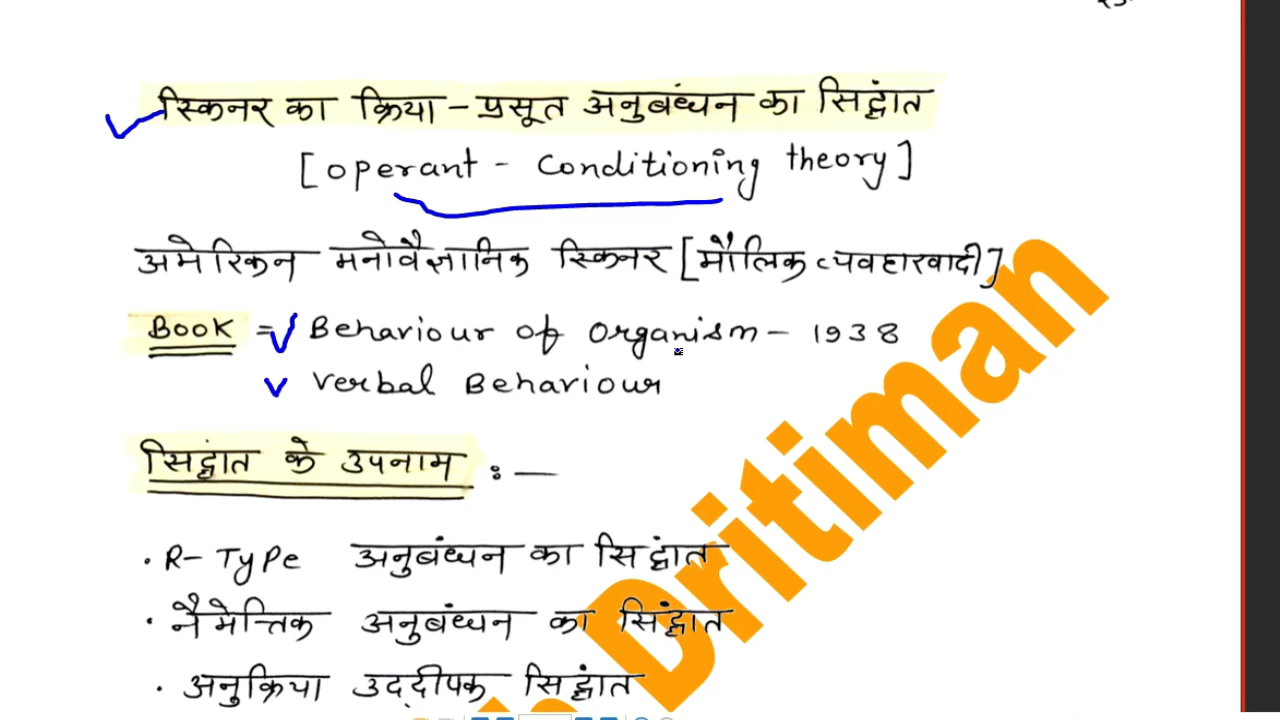 स्किनर का क्रिया - प्रसूत अनुबंधन का सिद्धांत
[operant - Conditioning theory]
अमेरिकन मनोवैज्ञानिक स्किनर [मौलिक व्यवहारवादी]
Book = Behaviour of Organism - 1938
Verbal Behaviour
सिद्धांत के उपनाम :-
• R- Type अनुबंधन का सिद्धांत
• नैमेन्तिक अनुबंधन का सिद्धांत
• अनुक्रिया उद्दीपक सिद्धांत
Dritiman